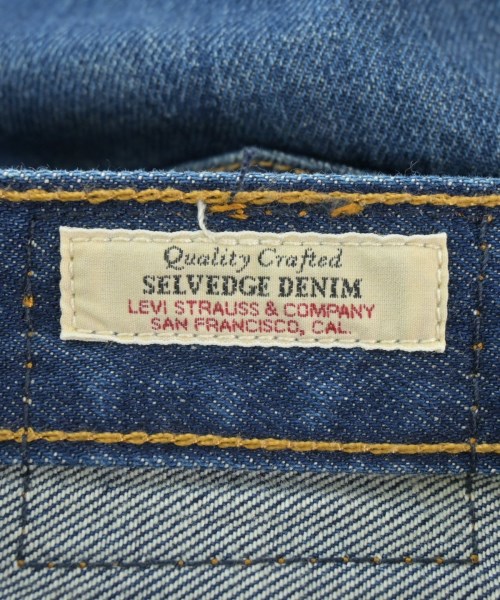 Quality Crafted
SELVEDGE DENIM
LEVI STRAUSS & COMPANY
SAN FRANCISCO, CAL.